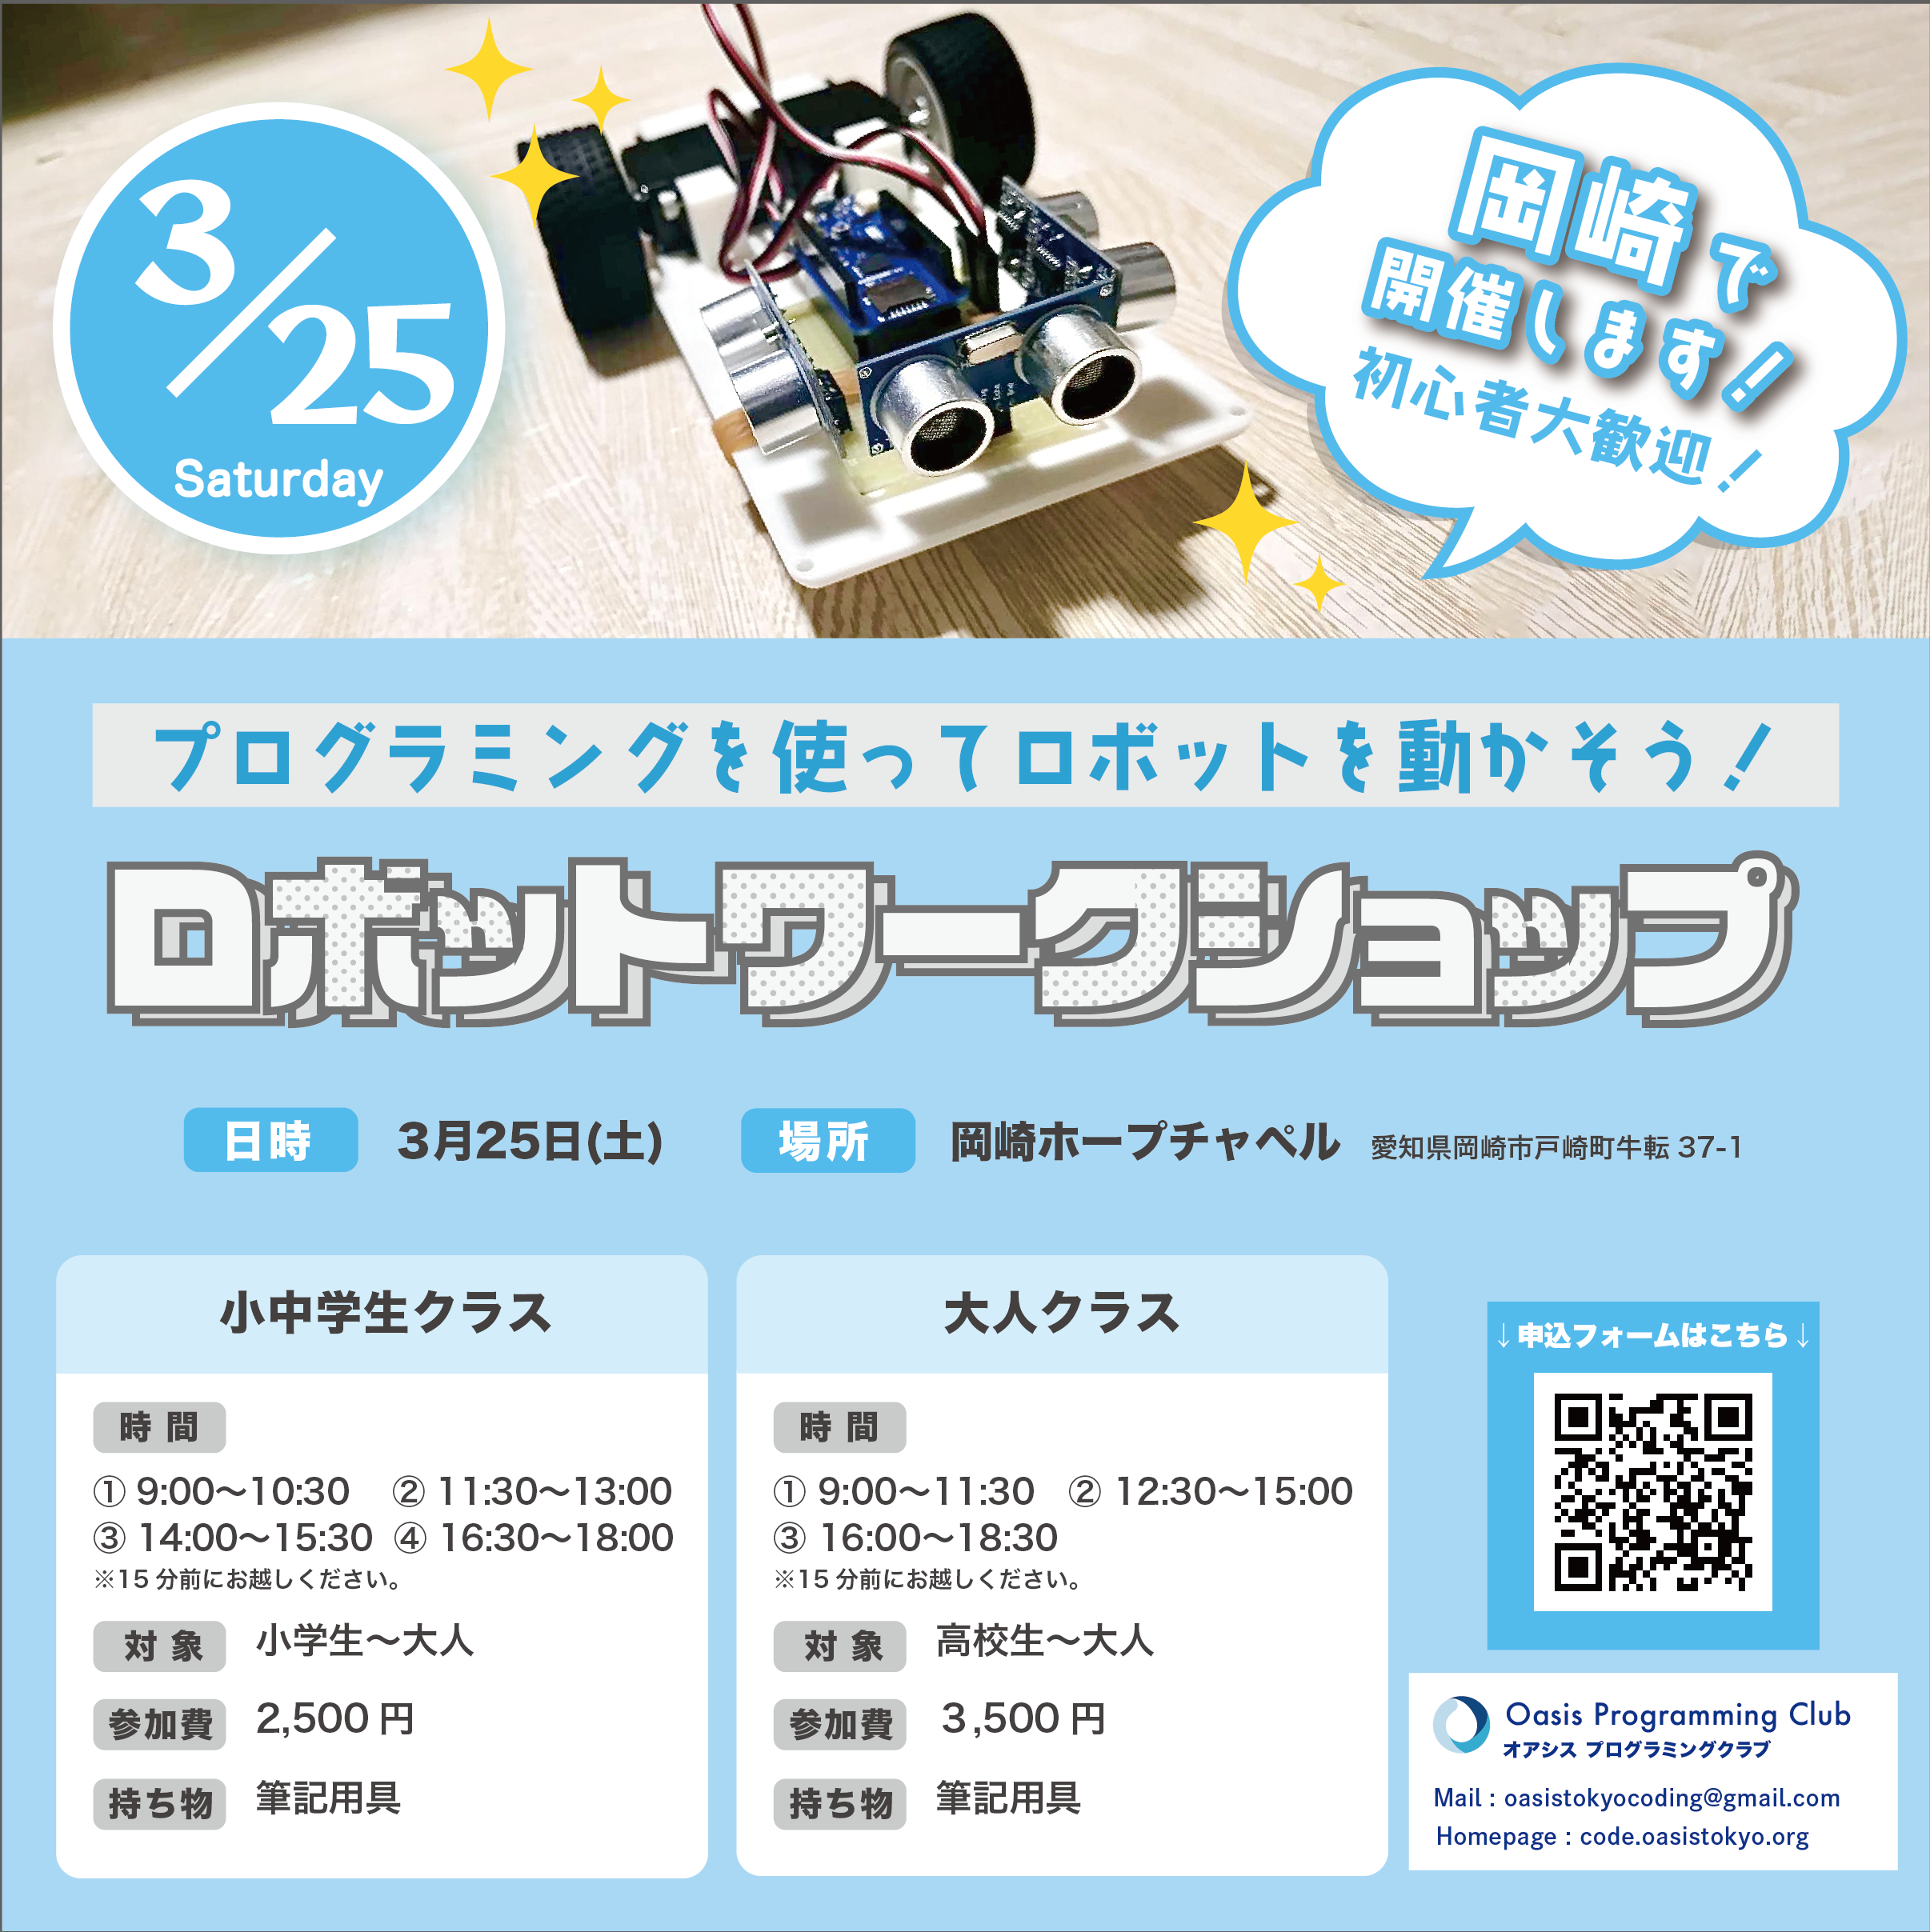 3/25
Saturday
岡崎で
開催します!
初心者大歓迎!
プログラミングを使ってロボットを動かそう!
ロボットワークショップ
日時 3月25日(土) 場所 岡崎ホープチャペル 愛知県岡崎市戸崎町牛転 37-1
小中学生クラス
時間
① 9:00〜10:30 ② 11:30〜13:00
③ 14:00〜15:30 ④ 16:30〜18:00
※15 分前にお越しください。
対象 小学生〜大人
参加費 2,500 円
持ち物 筆記用具
大人クラス
時間
① 9:00〜11:30 ② 12:30〜15:00
③ 16:00〜18:30
※15 分前にお越しください。
対象 高校生〜大人
参加費 3,500 円
持ち物 筆記用具
↓申込フォームはこちら↓
Oasis Programming Club
オアシス プログラミングクラブ
Mail : oasistokyocoding@gmail.com
Homepage : code.oasistokyo.org